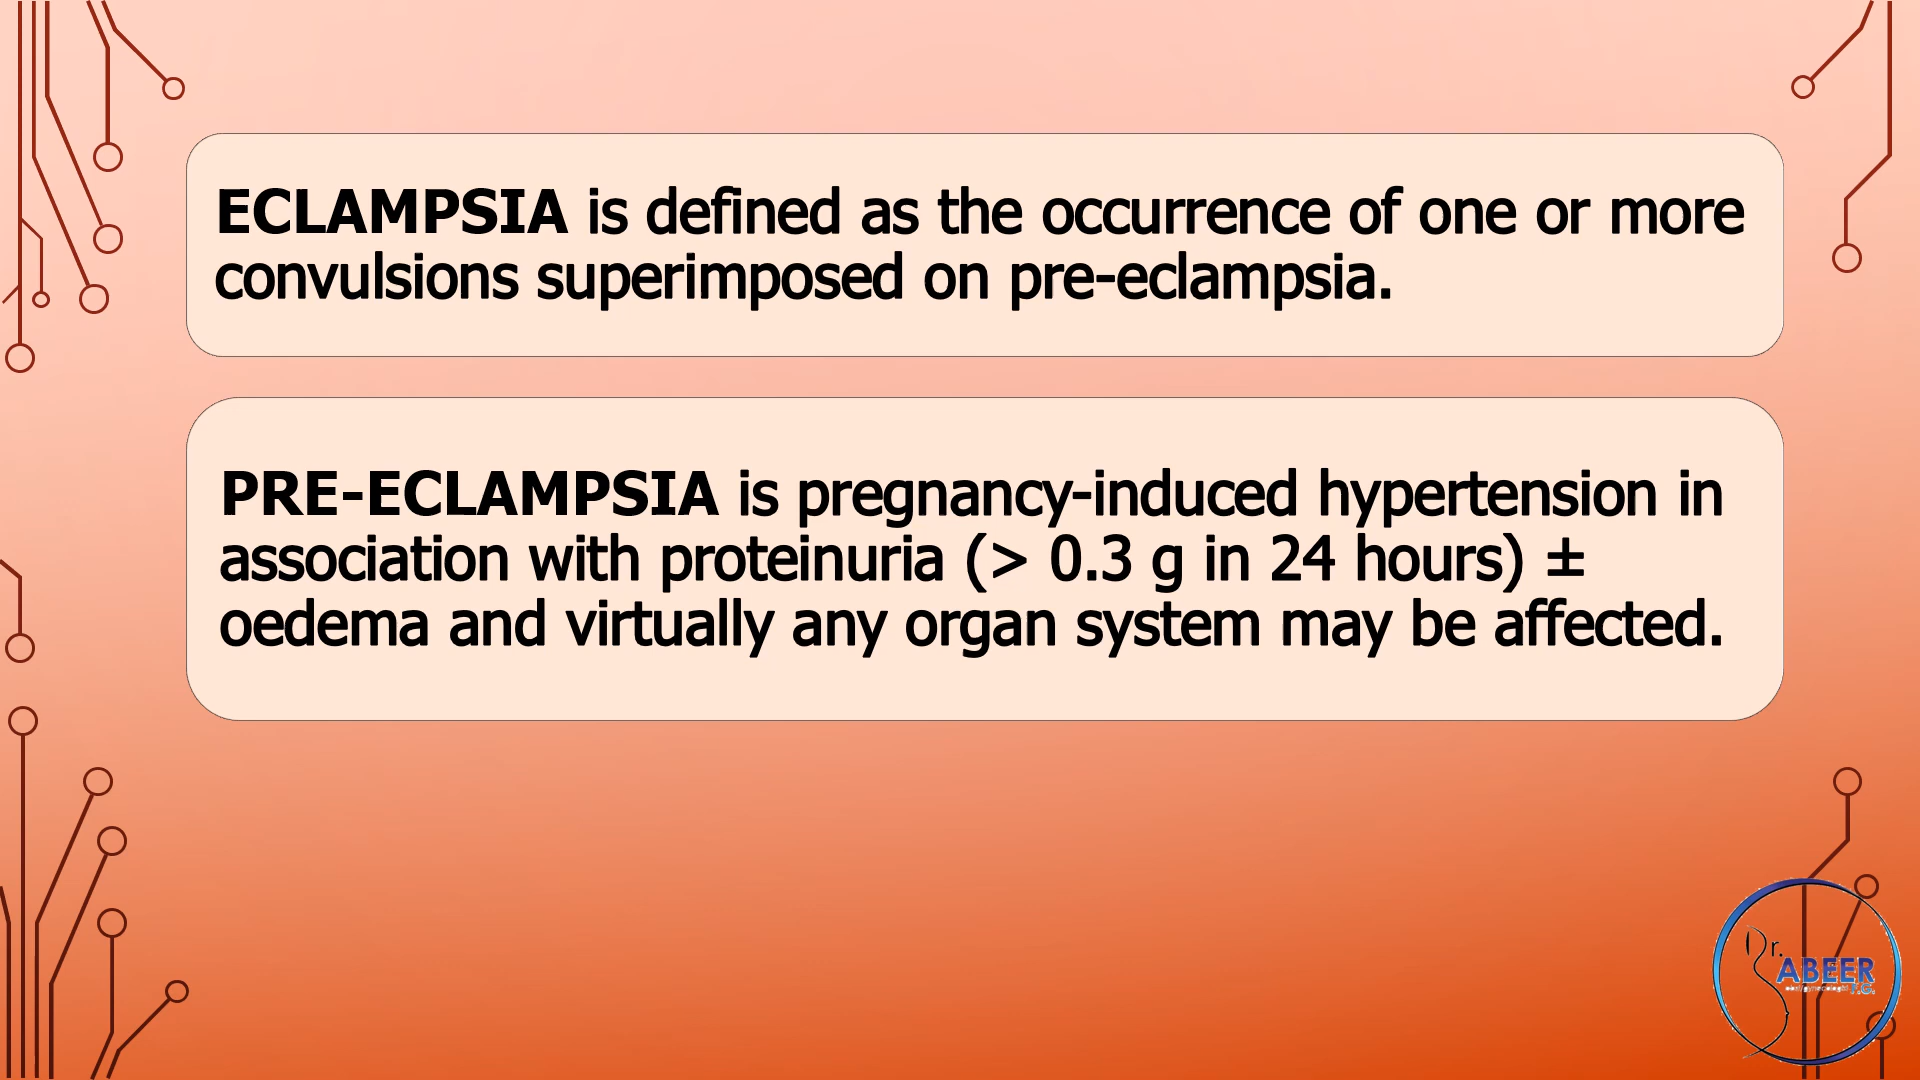 ECLAMPSIA is defined as the occurrence of one or more
convulsions superimposed on pre-eclampsia.
PRE-ECLAMPSIA is pregnancy-induced hypertension in
association with proteinuria (> 0.3 g in 24 hours) ±
oedema and virtually any organ system may be affected.
Dr.
ABEER
F.G.